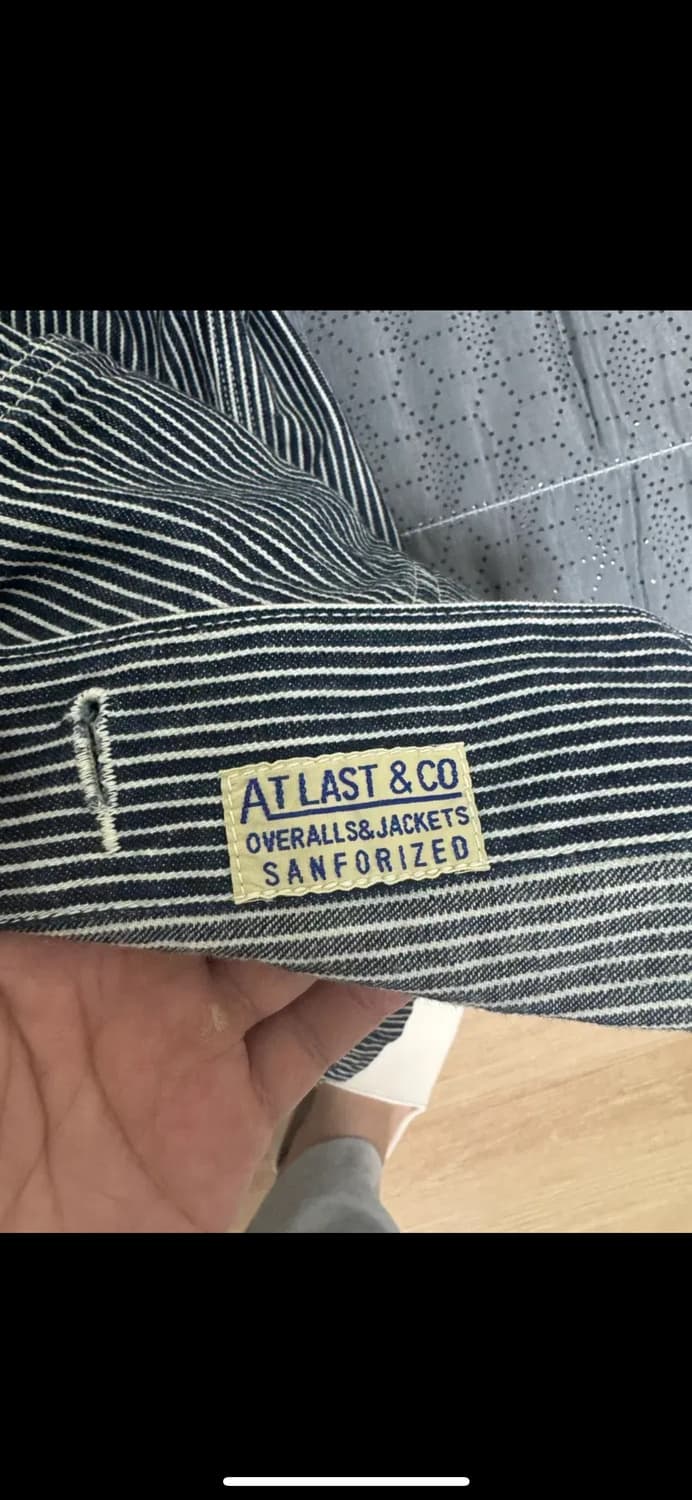 AT LAST & CO
OVERALLS&JACKETS
SANFORIZED